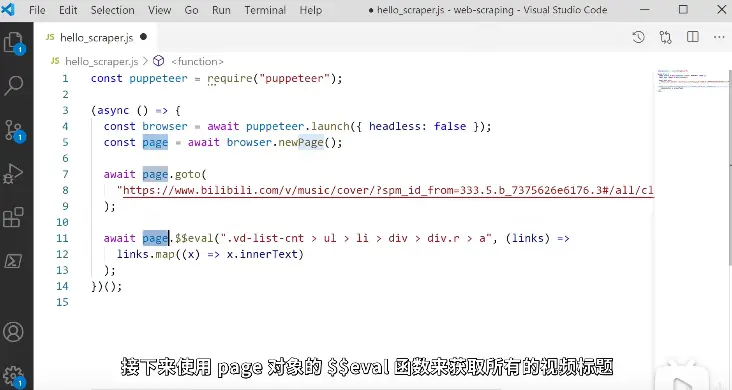 File Edit Selection View Go Run Terminal Help ● hello_scraper.js - web-scraping - Visual Studio Code
hello_scraper.js ●
hello_scraper.js > <function>
1 const puppeteer = require("puppeteer");
2
3 (async () => {
4 const browser = await puppeteer.launch({ headless: false });
5 const page = await browser.newPage();
6
7 await page.goto(
8 "https://www.bilibili.com/v/music/cover/?spm_id_from=333.5.b_7375626e6176.3#/all/cl
9 );
10
11 await page.$$eval(".vd-list-cnt > ul > li > div > div.r > a", (links) =>
12 links.map((x) => x.innerText)
13 );
14 })();
15
接下来使用 page 对象的 $$eval 函数来获取所有的视频标题